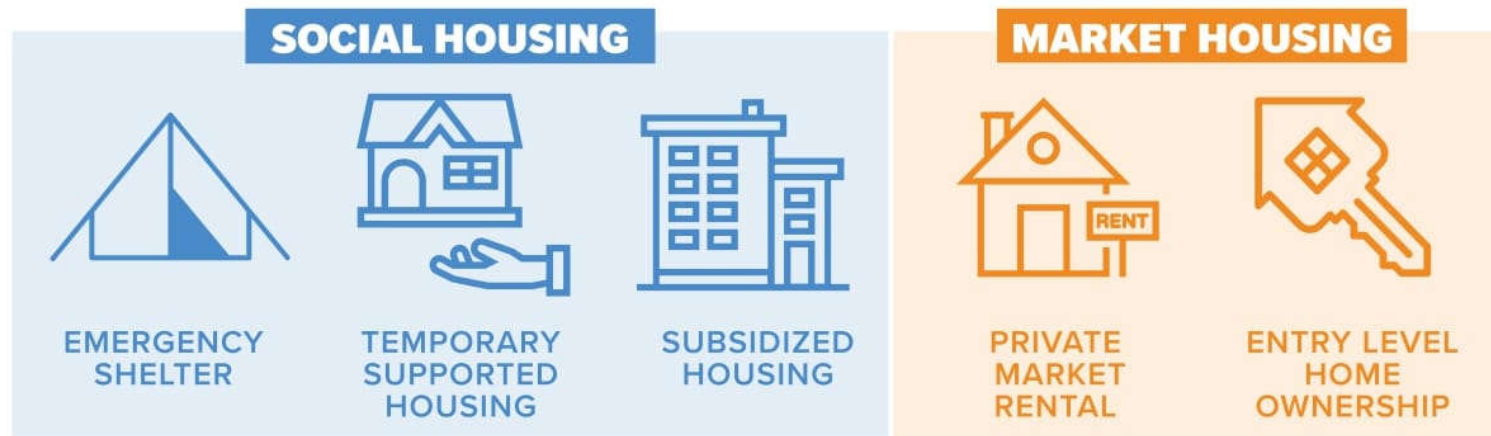 SOCIAL HOUSING
EMERGENCY
SHELTER
TEMPORARY
SUPPORTED
HOUSING
SUBSIDIZED
HOUSING
MARKET HOUSING
RENT
PRIVATE
MARKET
RENTAL
ENTRY LEVEL
HOME
OWNERSHIP